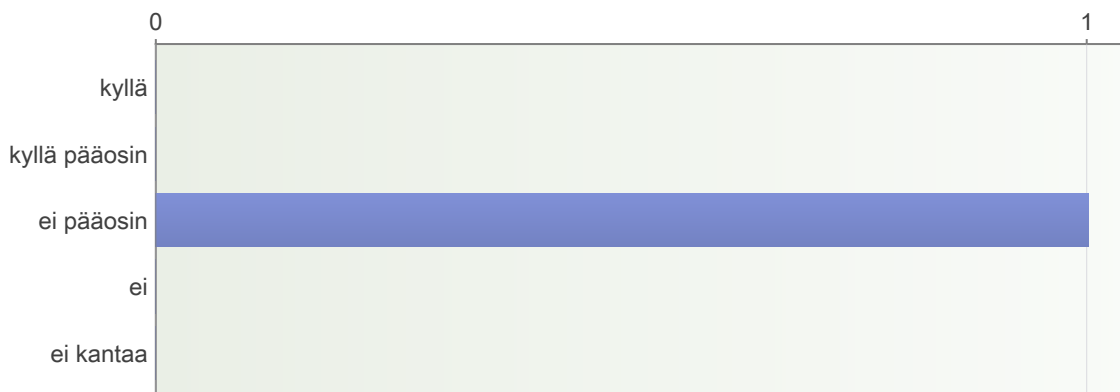 0 1
kyllä
kyllä pääosin
ei pääosin
ei
ei kantaa